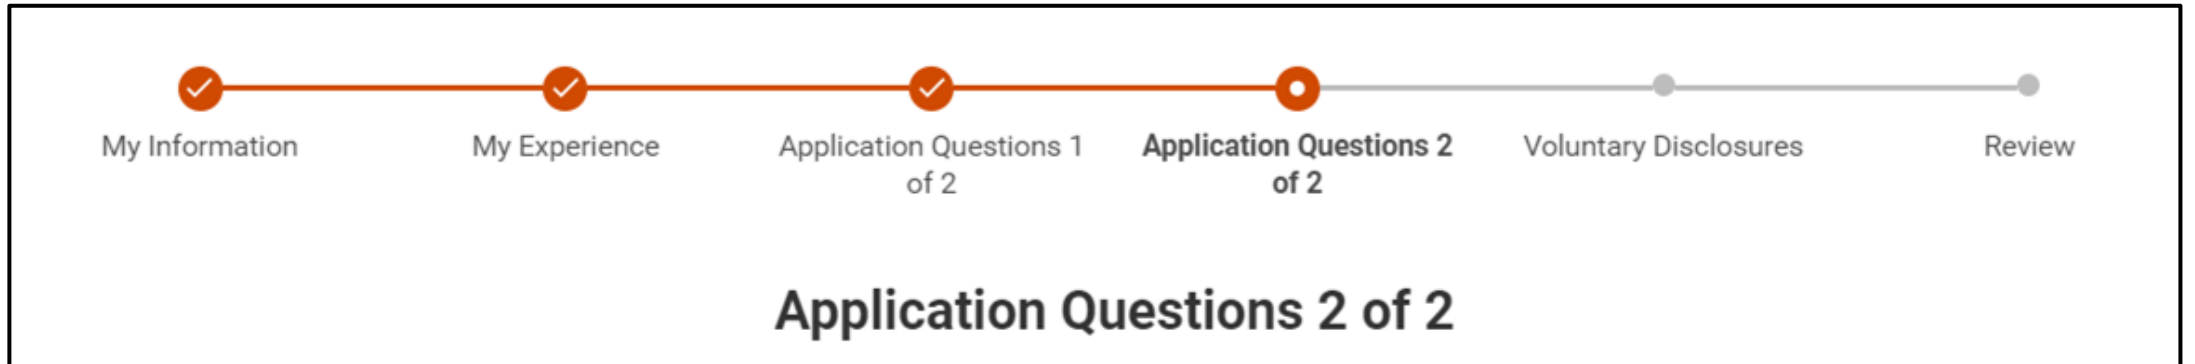 My Information
My Experience
Application Questions 1
of 2
Application Questions 2
of 2
Voluntary Disclosures
Review
Application Questions 2 of 2